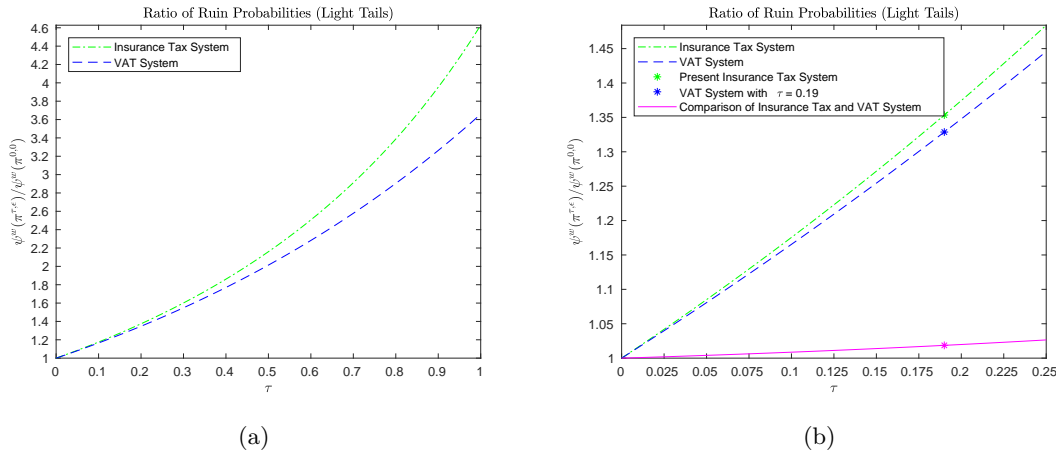 Ratio of Ruin Probabilities (Light Tails)
Insurance Tax System
VAT System
4.6
4.4
4.2
4
3.8
3.6
3.4
3.2
3
2.8
2.6
2.4
2.2
2
1.8
1.6
1.4
1.2
1
ψ^w(π^{τ,ϵ})/ψ^w(π^{0,0})
0 0.1 0.2 0.3 0.4 0.5 0.6 0.7 0.8 0.9 1
τ
(a)
Ratio of Ruin Probabilities (Light Tails)
Insurance Tax System
VAT System
Present Insurance Tax System
VAT System with τ = 0.19
Comparison of Insurance Tax and VAT System
1.45
1.4
1.35
1.3
1.25
1.2
1.15
1.1
1.05
1
ψ^w(π^{τ,ϵ})/ψ^w(π^{0,0})
0 0.025 0.05 0.075 0.1 0.125 0.15 0.175 0.2 0.225 0.25
τ
(b)